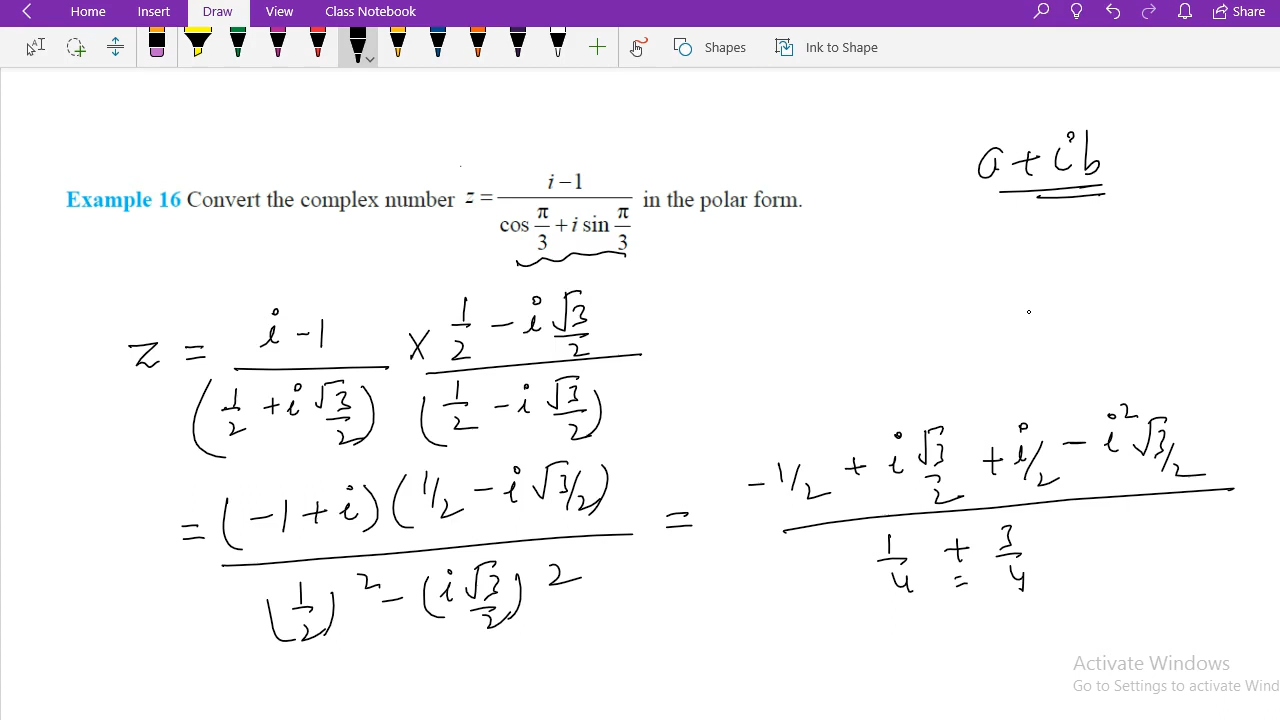 Home Insert Draw View Class Notebook Share
Shapes Ink to Shape
a + ib
Example 16 Convert the complex number z = (i − 1)/(cos π/3 + i sin π/3) in the polar form.
z = (i − 1)/(1/2 + i √3/2) × (1/2 − i √3/2)/(1/2 − i √3/2)
= (−1 + i)(1/2 − i √3/2)/((1/2)² − (i √3/2)²) = (−1/2 + i √3/2 + i/2 − i² √3/2)/(1/4 + 3/4)
Activate Windows
Go to Settings to activate Wind